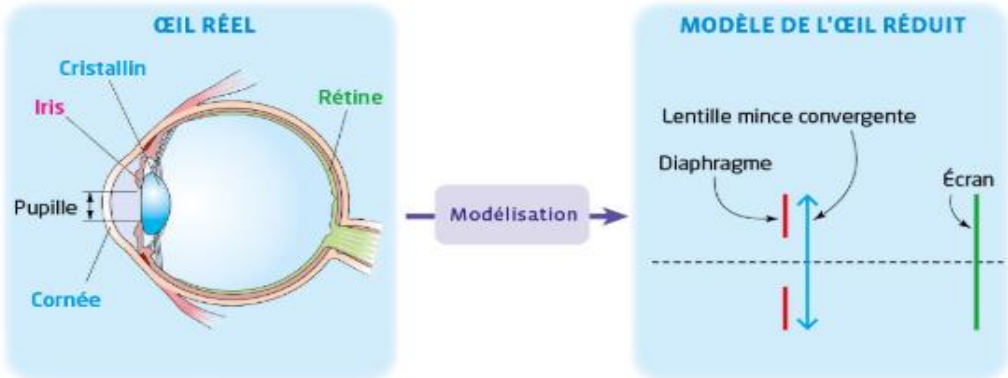 ŒIL RÉEL
Cristallin
Iris
Rétine
Pupille
Cornée
Modélisation
MODÈLE DE L'ŒIL RÉDUIT
Lentille mince convergente
Diaphragme
Écran